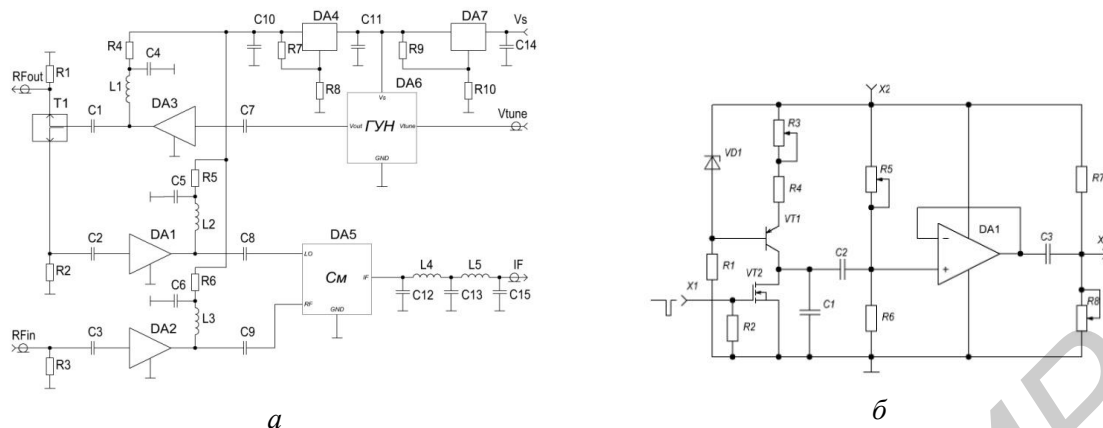 C10 DA4 C11 DA7 Vs
R4 C4 R7 R9 C14
RFout R1 L1 R8 DA6 R10
T1 C1 DA3 C7 Vs Vtune
Vout ГУН Vtune
GND
C5 R5
L2 DA5
C2 DA1 C8 LO См IF L4 L5 IF
R2 C6 R6 C12 C13 C15
L3 RF GND
RFin C3 DA2 C9
R3
а
X2
VD1 R3 R5 R7
R4
VT1 DA1
R1 C2 C3 X
X1 VT2
R2 C1 R6 R8
б